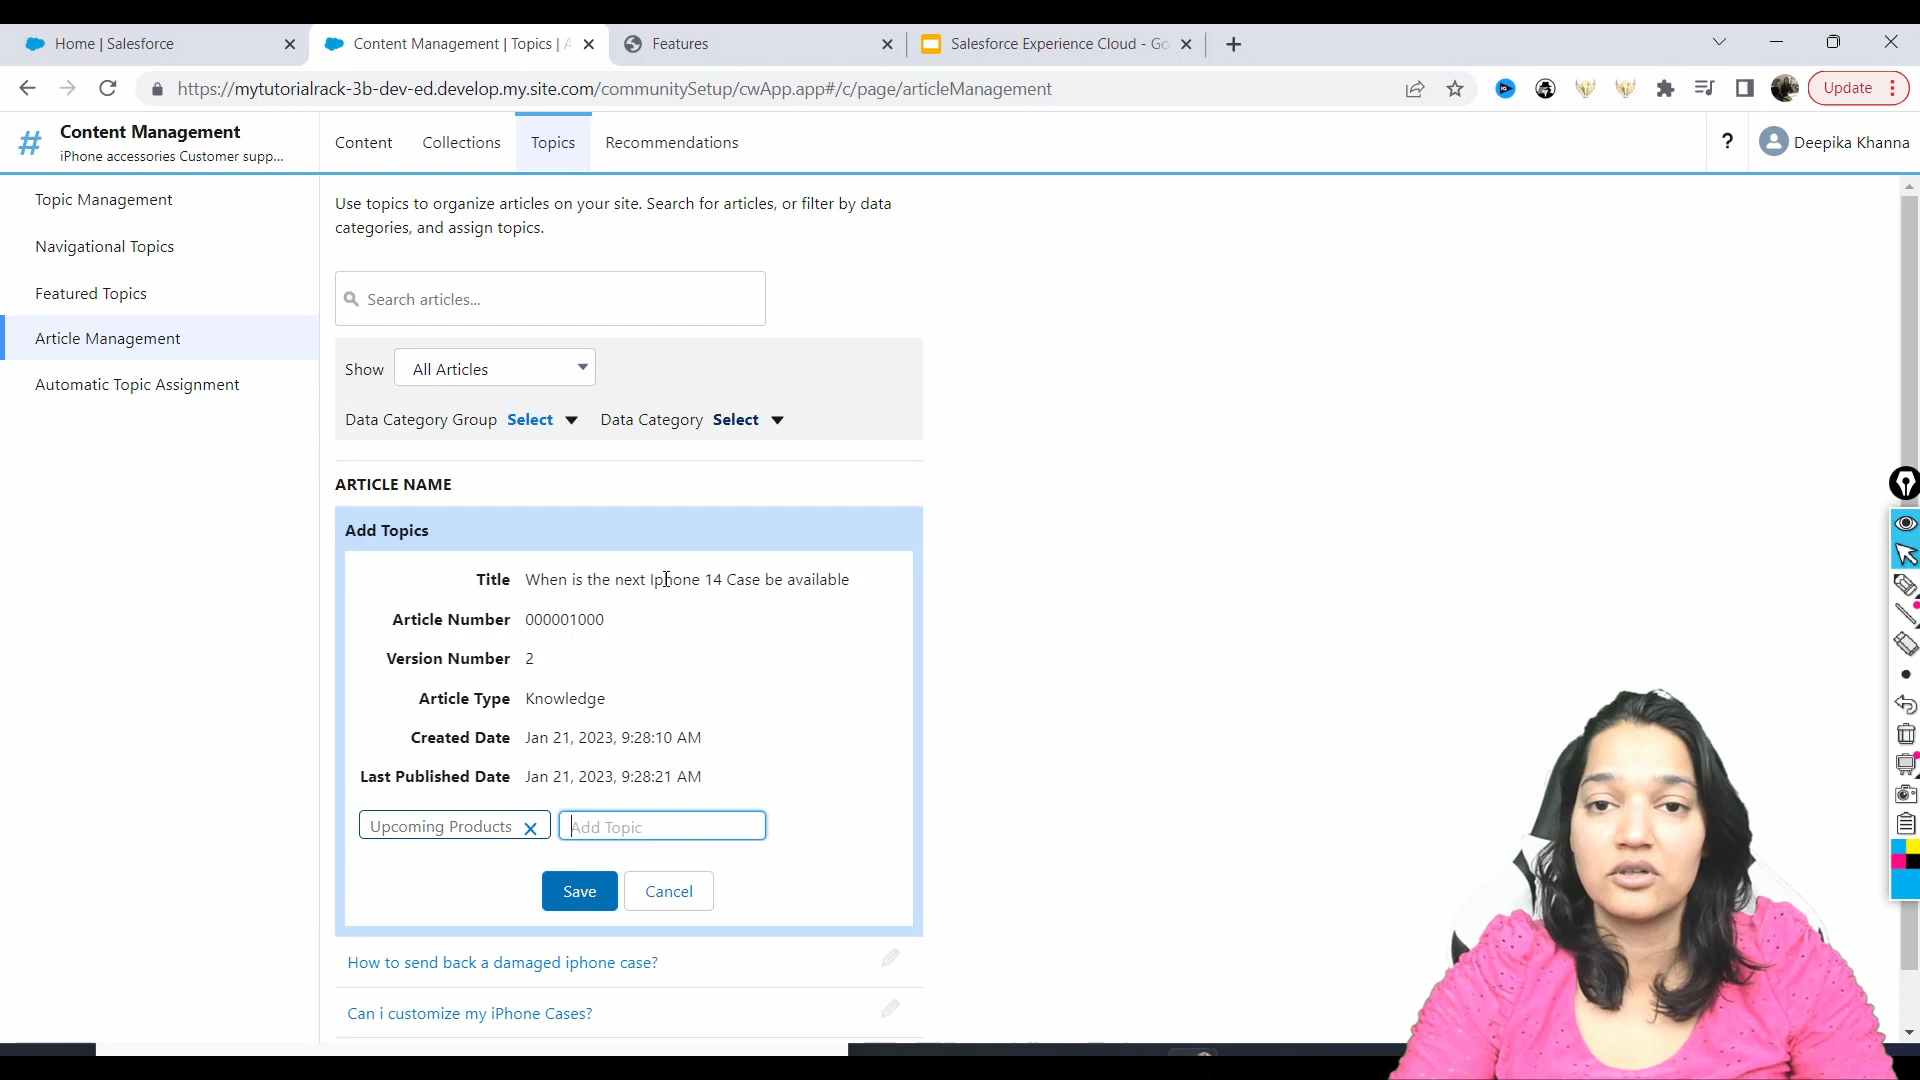 Home | Salesforce
Content Management | Topics | A
Features
Salesforce Experience Cloud - Go
https://mytutorialrack-3b-dev-ed.develop.my.site.com/communitySetup/cwApp.app#/c/page/articleManagement
Update
# Content Management
iPhone accessories Customer supp...
Content
Topics
Collections
Recommendations
?
Deepika Khanna
Topic Management
Navigational Topics
Featured Topics
Article Management
Automatic Topic Assignment
Use topics to organize articles on your site. Search for articles, or filter by data
categories, and assign topics.
Search articles...
Show All Articles
Data Category Group Select Data Category Select
ARTICLE NAME
Add Topics
Title When is the next Iphone 14 Case be available
Article Number 000001000
Version Number 2
Article Type Knowledge
Created Date Jan 21, 2023, 9:28:10 AM
Last Published Date Jan 21, 2023, 9:28:21 AM
Upcoming Products Add Topic
Save Cancel
How to send back a damaged iphone case?
Can i customize my iPhone Cases?